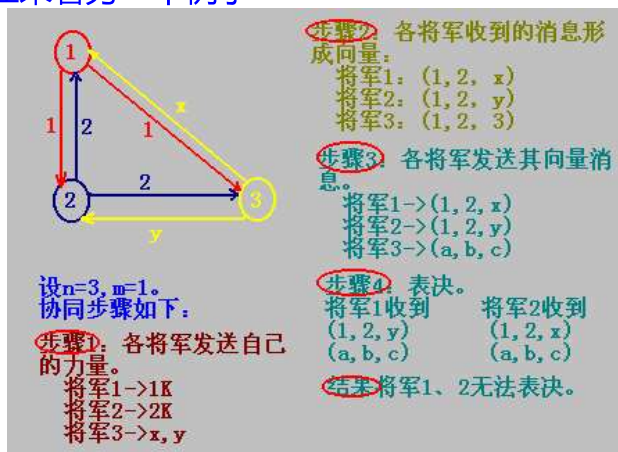 1
x
1
2
1
2
2
3
y
设n=3,m=1。
协同步骤如下:
步骤1: 各将军发送自己
的力量。
将军1->1K
将军2->2K
将军3->x,y
步骤2: 各将军收到的消息形
成向量:
将军1: (1,2, x)
将军2: (1,2, y)
将军3: (1,2, 3)
步骤3: 各将军发送其向量消
息。
将军1->(1,2,x)
将军2->(1,2,y)
将军3->(a,b,c)
步骤4: 表决。
将军1收到 将军2收到
(1,2,y) (1,2,x)
(a,b,c) (a,b,c)
结果将军1、2无法表决。